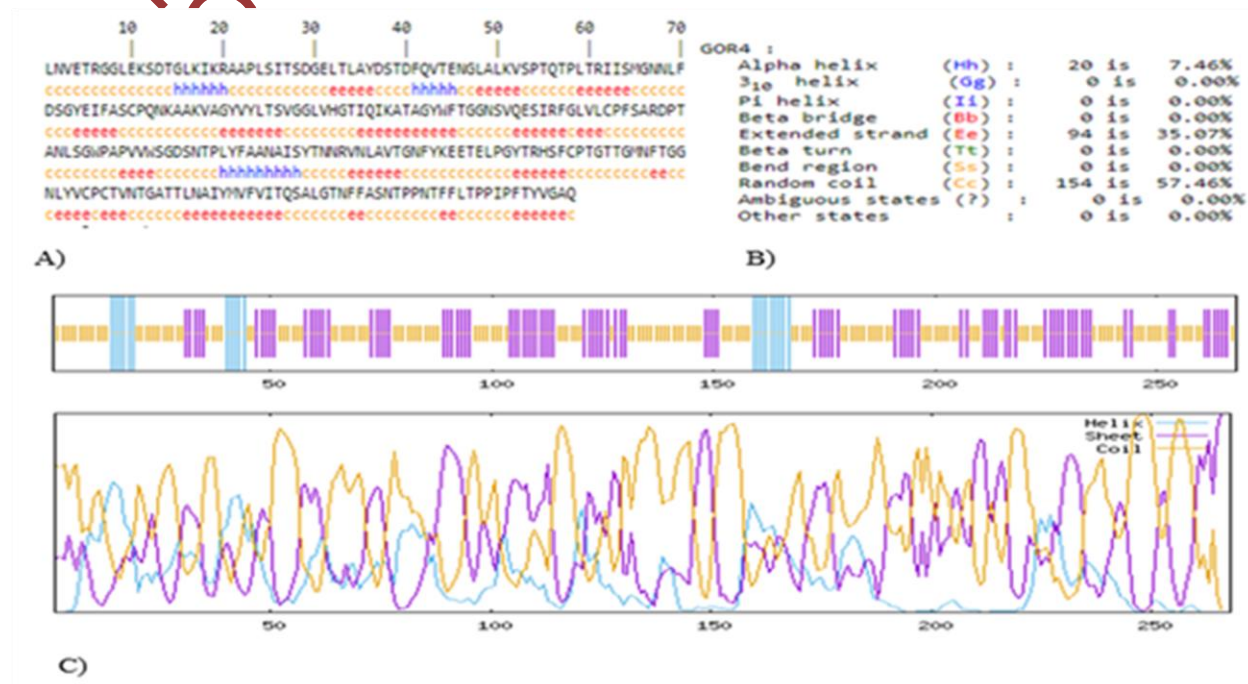 10 20 30 40 50 60 70
LNVETRGGLEKSDTGLKIKRAAPLSITSDGELTLAYDSTDFQVTENGLALKVSPTQTPLTRIISMGNNLF
ccccccccccccccchhhhhhcccccccccceeeeecccchhhhhccceeeeeccccccceeeeeeccccccc
DSGYEIFASCPQNKAAKVAGYVYLTSVGGLVHGTIQIKATAGYWFTGGNSVQESIRFGLVLCPFSARDPT
ANLSGWPAPVVWSGDSNTPLYFAANAISYTNNRVNLAVTGNFYKEETELPGYTRHSFCPTGTTGMNFTGG
NLYVCPCTVNTGATTLNAIYMVFVITQSALGTNFFASNTPPNTFFLTPPIPFTYVGAQ
GOR4 :
Alpha helix (Hh) : 20 is 7.46%
3₁₀ helix (Gg) : 0 is 0.00%
Pi helix (Ii) : 0 is 0.00%
Beta bridge (Bb) : 0 is 0.00%
Extended strand (Ee) : 94 is 35.07%
Beta turn (Tt) : 0 is 0.00%
Bend region (Ss) : 0 is 0.00%
Random coil (Cc) : 154 is 57.46%
Ambiguous states (?) : 0 is 0.00%
Other states : 0 is 0.00%
A)
B)
50 100 150 200 250
Helix
Sheet
Coil
50 100 150 200 250
C)